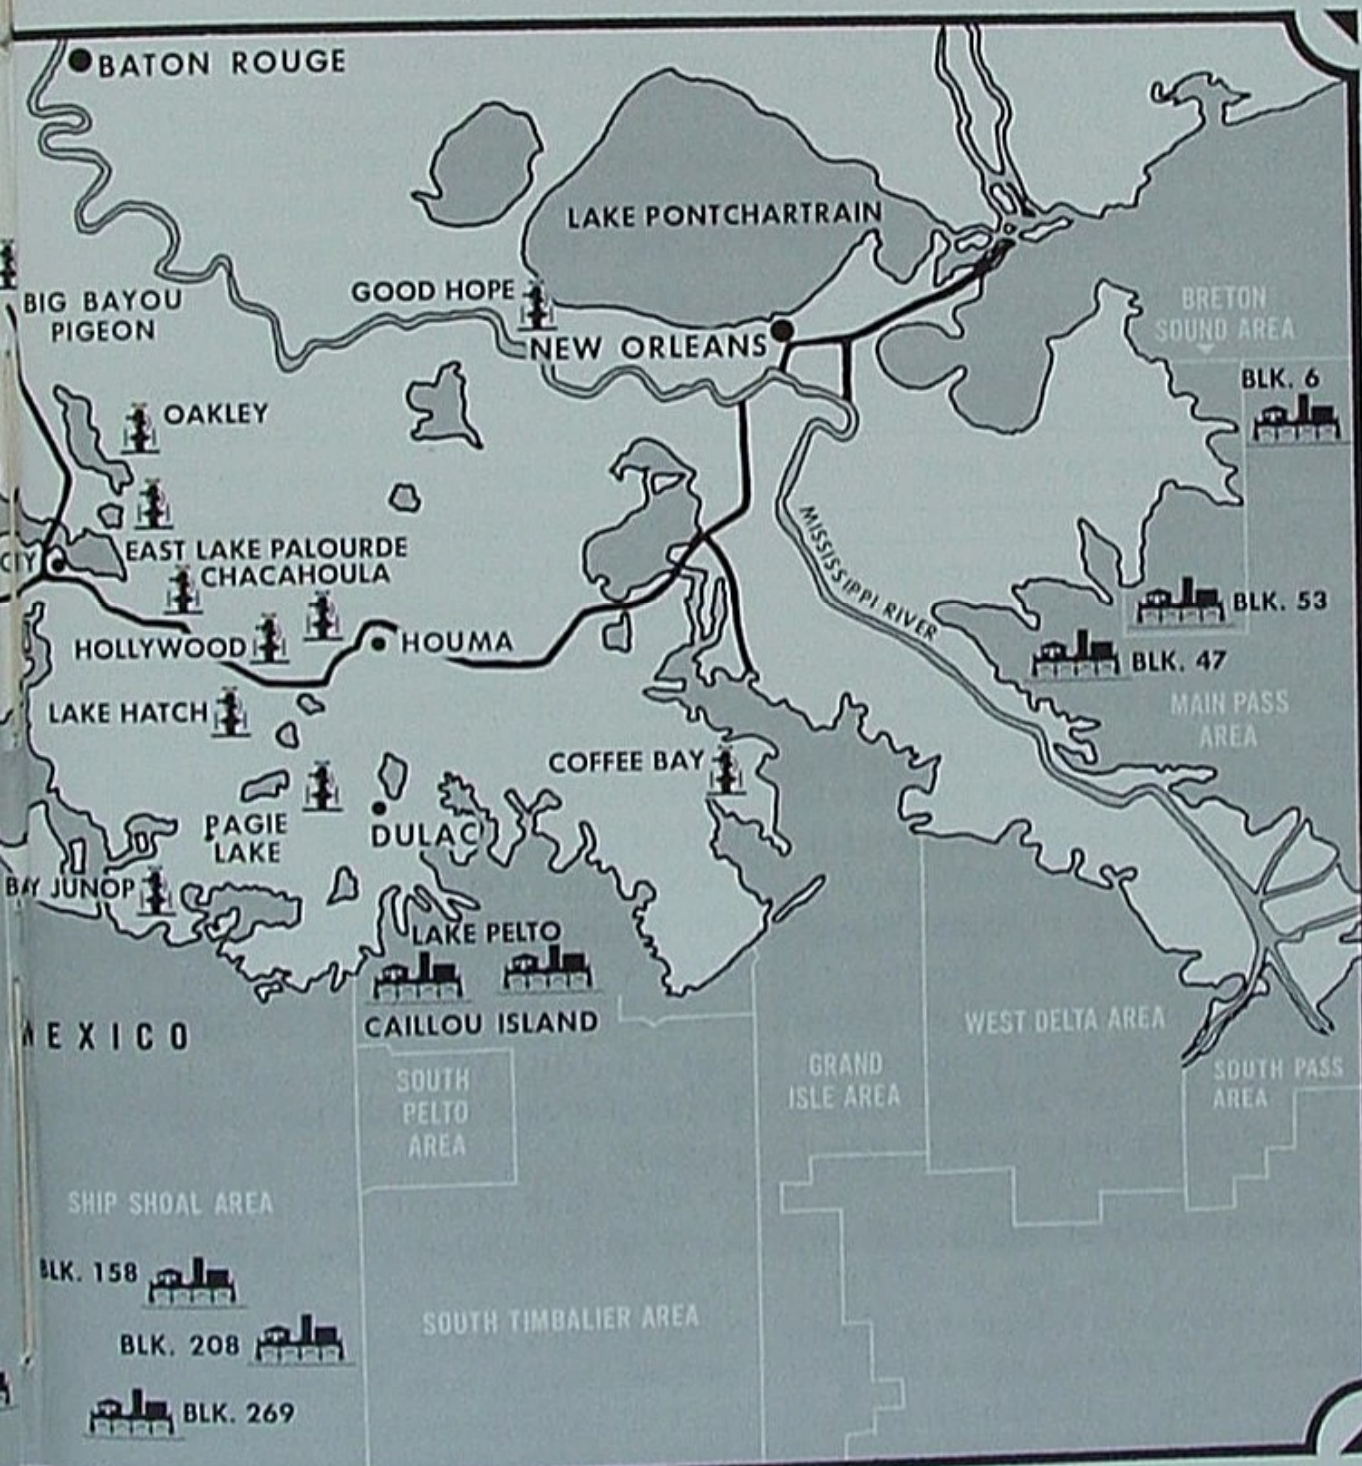 BATON ROUGE
LAKE PONTCHARTRAIN
GOOD HOPE
BIG BAYOU
PIGEON
NEW ORLEANS
BRETON
SOUND AREA
BLK. 6
OAKLEY
EAST LAKE PALOURDE
CHACAHOULA
MISSISSIPPI RIVER
BLK. 53
HOLLYWOOD
HOUMA
BLK. 47
LAKE HATCH
MAIN PASS
AREA
COFFEE BAY
PAGIE
LAKE
DULAC
BAY JUNOP
LAKE PELTO
CAILLOU ISLAND
MEXICO
WEST DELTA AREA
GRAND
ISLE AREA
SOUTH PASS
AREA
SOUTH
PELTO
AREA
SHIP SHOAL AREA
BLK. 158
SOUTH TIMBALIER AREA
BLK. 208
BLK. 269